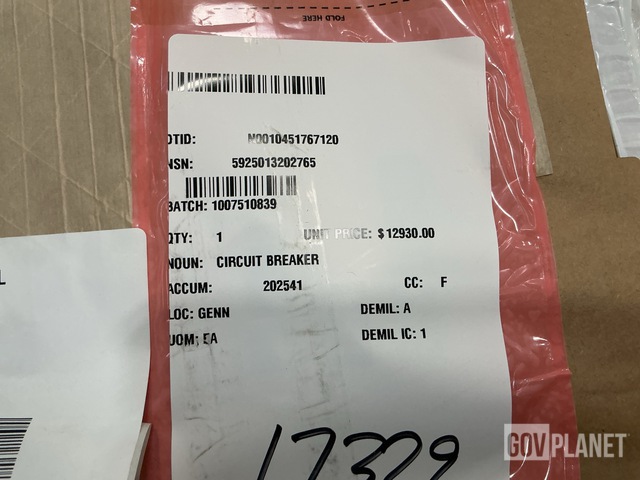 FOLD HERE
DTID: N0010451767120
NSN: 5925013202765
BATCH: 1007510839
QTY: 1 UNIT PRICE: $12930.00
NOUN: CIRCUIT BREAKER
ACCUM: 202541 CC: F
LOC: GENN DEMIL: A
UOM; EA DEMIL IC: 1
17329
GOVPLANET